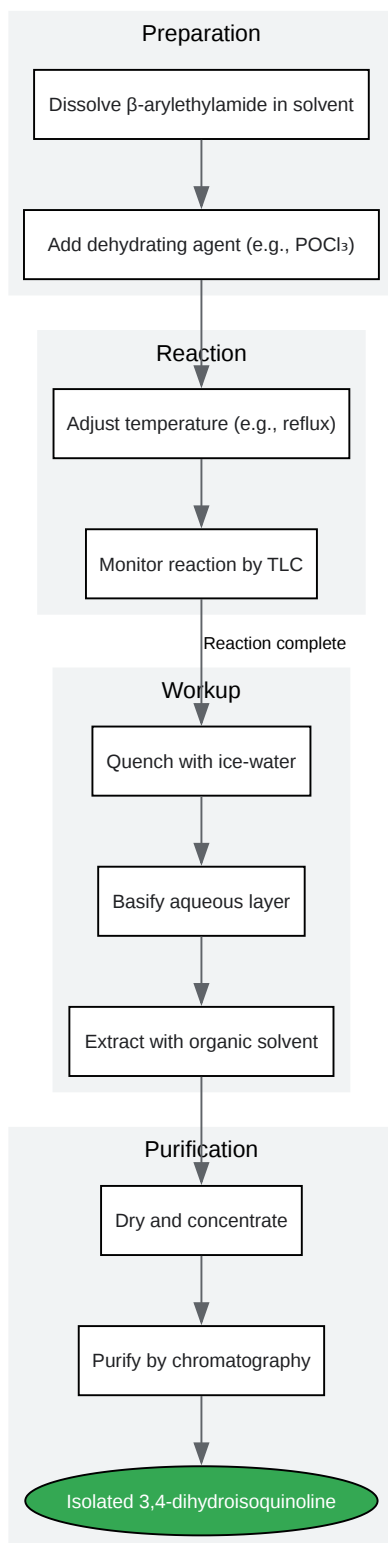 Preparation
Dissolve β-arylethylamide in solvent
Add dehydrating agent (e.g., POCl₃)
Reaction
Adjust temperature (e.g., reflux)
Monitor reaction by TLC
Reaction complete
Workup
Quench with ice-water
Basify aqueous layer
Extract with organic solvent
Purification
Dry and concentrate
Purify by chromatography
Isolated 3,4-dihydroisoquinoline